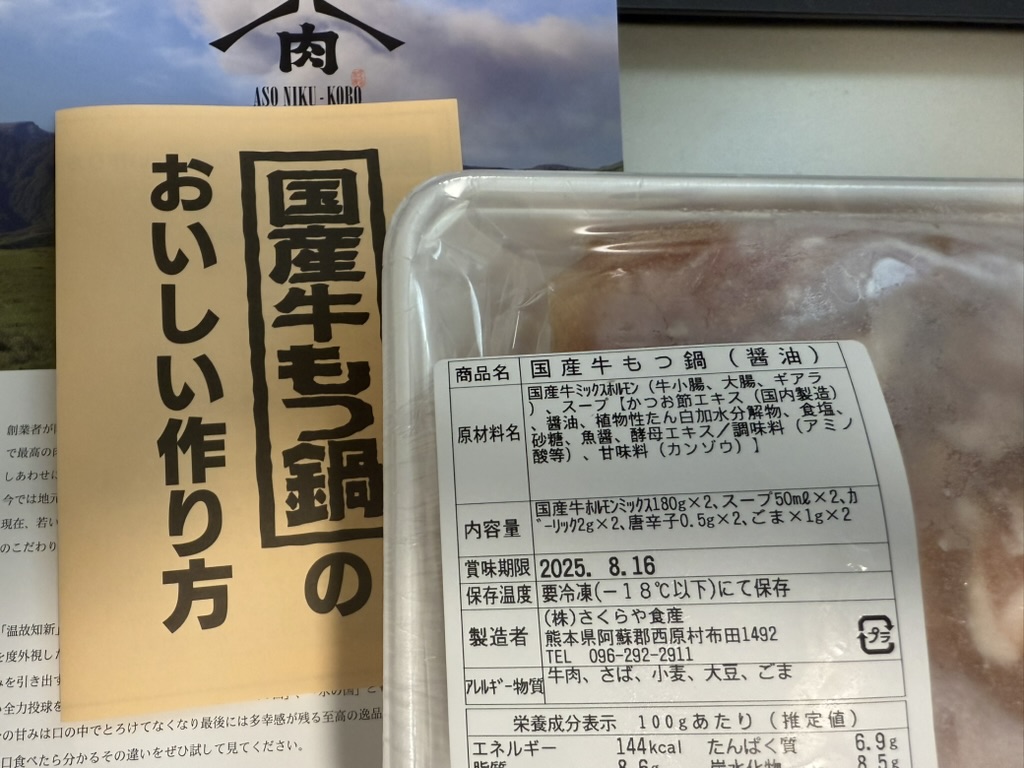 肉
ASO NIKU-KOBO
国産牛もつ鍋の
おいしい作り方
創業者が
で最高の
しあわせに
今では地元
現在、若い
のこだわり
「温故知新」
を度外視した
みを引き出す
全力投球を
の甘みは口の中でとろけてなくなり最後には多幸感が残る至高の逸品
口食べたら分かるその違いをぜひ試して見てください。
商品名 国産牛もつ鍋(醤油)
原材料名 国産牛ミックスホルモン(牛小腸、大腸、ギアラ
)、スープ【かつお節エキス(国内製造)
、醤油、植物性たん白加水分解物、食塩、
砂糖、魚醤、酵母エキス/調味料(アミノ
酸等)、甘味料(カンゾウ)】
内容量 国産牛ホルモンミックス180g×2、スープ50mℓ×2、ガ
ーリック2g×2、唐辛子0.5g×2、ごま×1g×2
賞味期限 2025. 8.16
保存温度 要冷凍(-18℃以下)にて保存
製造者 (株)さくらや食産
熊本県阿蘇郡西原村布田1492
TEL 096-292-2911
プラ
アレルギー物質 牛肉、さば、小麦、大豆、ごま
栄養成分表示 100gあたり(推定値)
エネルギー 144kcal たんぱく質 6.9g
脂質 8.6g 炭水化物 8.5g